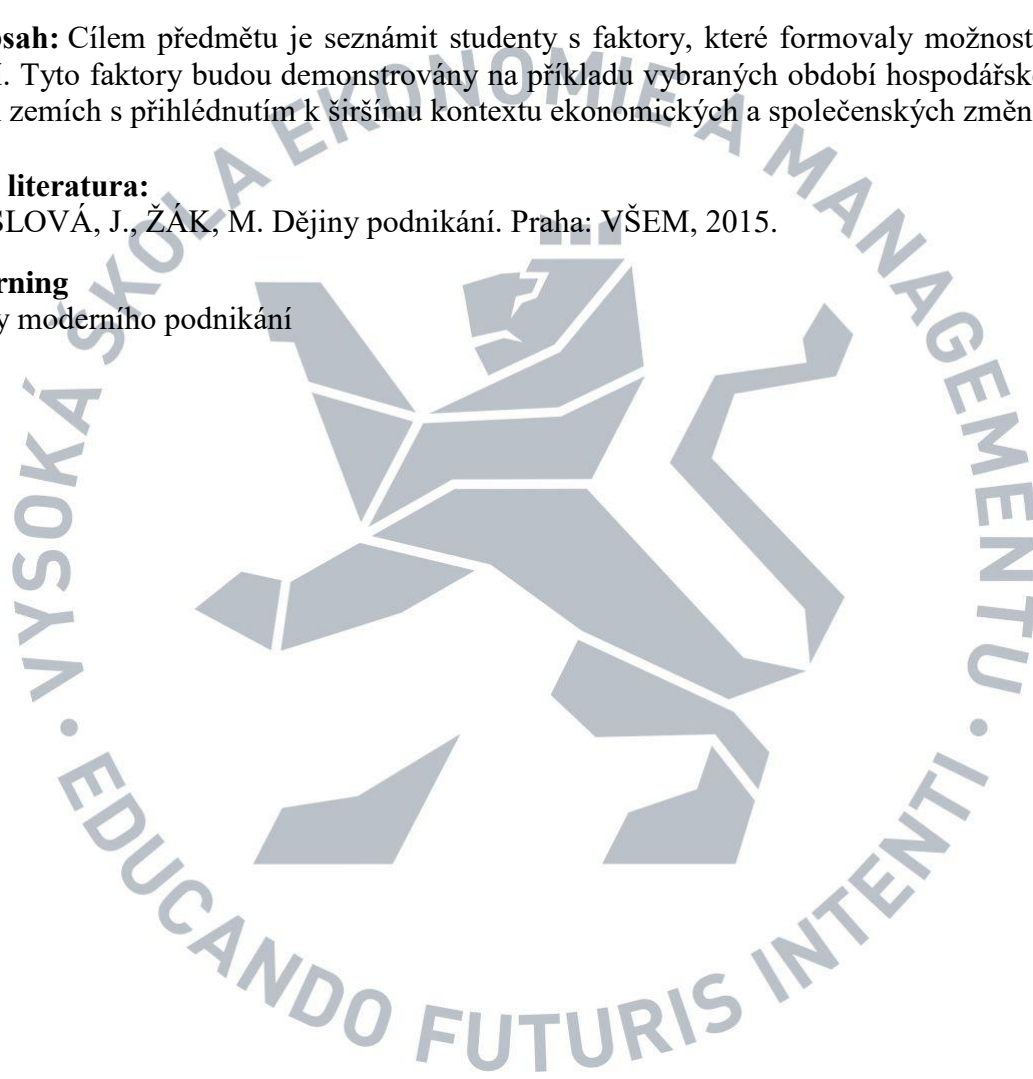 sah: Cílem předmětu je seznámit studenty s faktory, které formovaly možnost
. Tyto faktory budou demonstrovány na příkladu vybraných období hospodářsk
zemích s přihlédnutím k širšímu kontextu ekonomických a společenských změn
literatura:
SLOVÁ, J., ŽÁK, M. Dějiny podnikání. Praha: VŠEM, 2015.
rning
y moderního podnikání
VYSOKÁ ŠKOLA EKONOMIE A MANAGEMENTU • EDUCANDO FUTURIS INTENTI •